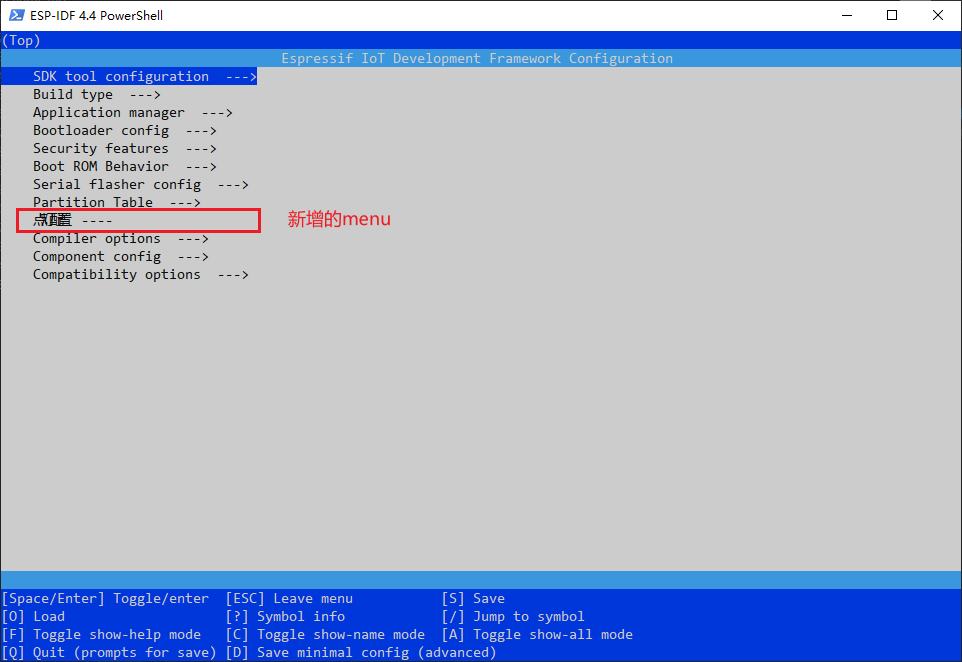 ESP-IDF 4.4 PowerShell
(Top)
Espressif IoT Development Framework Configuration
SDK tool configuration --->
Build type --->
Application manager --->
Bootloader config --->
Security features --->
Boot ROM Behavior --->
Serial flasher config --->
Partition Table --->
配置 ----
新增的menu
Compiler options --->
Component config --->
Compatibility options --->
[Space/Enter] Toggle/enter [ESC] Leave menu [S] Save
[O] Load [?] Symbol info [/] Jump to symbol
[F] Toggle show-help mode [C] Toggle show-name mode [A] Toggle show-all mode
[Q] Quit (prompts for save) [D] Save minimal config (advanced)